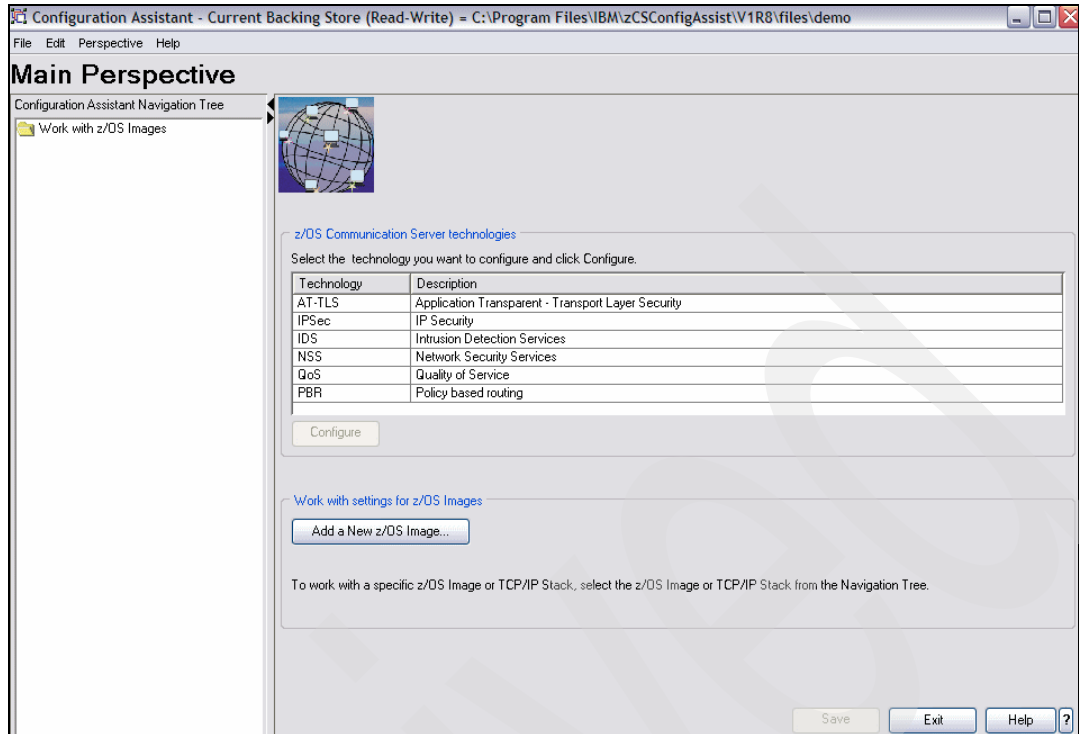 Configuration Assistant - Current Backing Store (Read-Write) = C:\Program Files\IBM\zCSConfigAssist\V1R8\files\demo
File Edit Perspective Help
Main Perspective
Configuration Assistant Navigation Tree
Work with z/OS Images
z/OS Communication Server technologies
Select the technology you want to configure and click Configure.
Technology Description
AT-TLS Application Transparent - Transport Layer Security
IPSec IP Security
IDS Intrusion Detection Services
NSS Network Security Services
QoS Quality of Service
PBR Policy based routing
Configure
Work with settings for z/OS Images
Add a New z/OS Image...
To work with a specific z/OS Image or TCP/IP Stack, select the z/OS Image or TCP/IP Stack from the Navigation Tree.
Save Exit Help ?